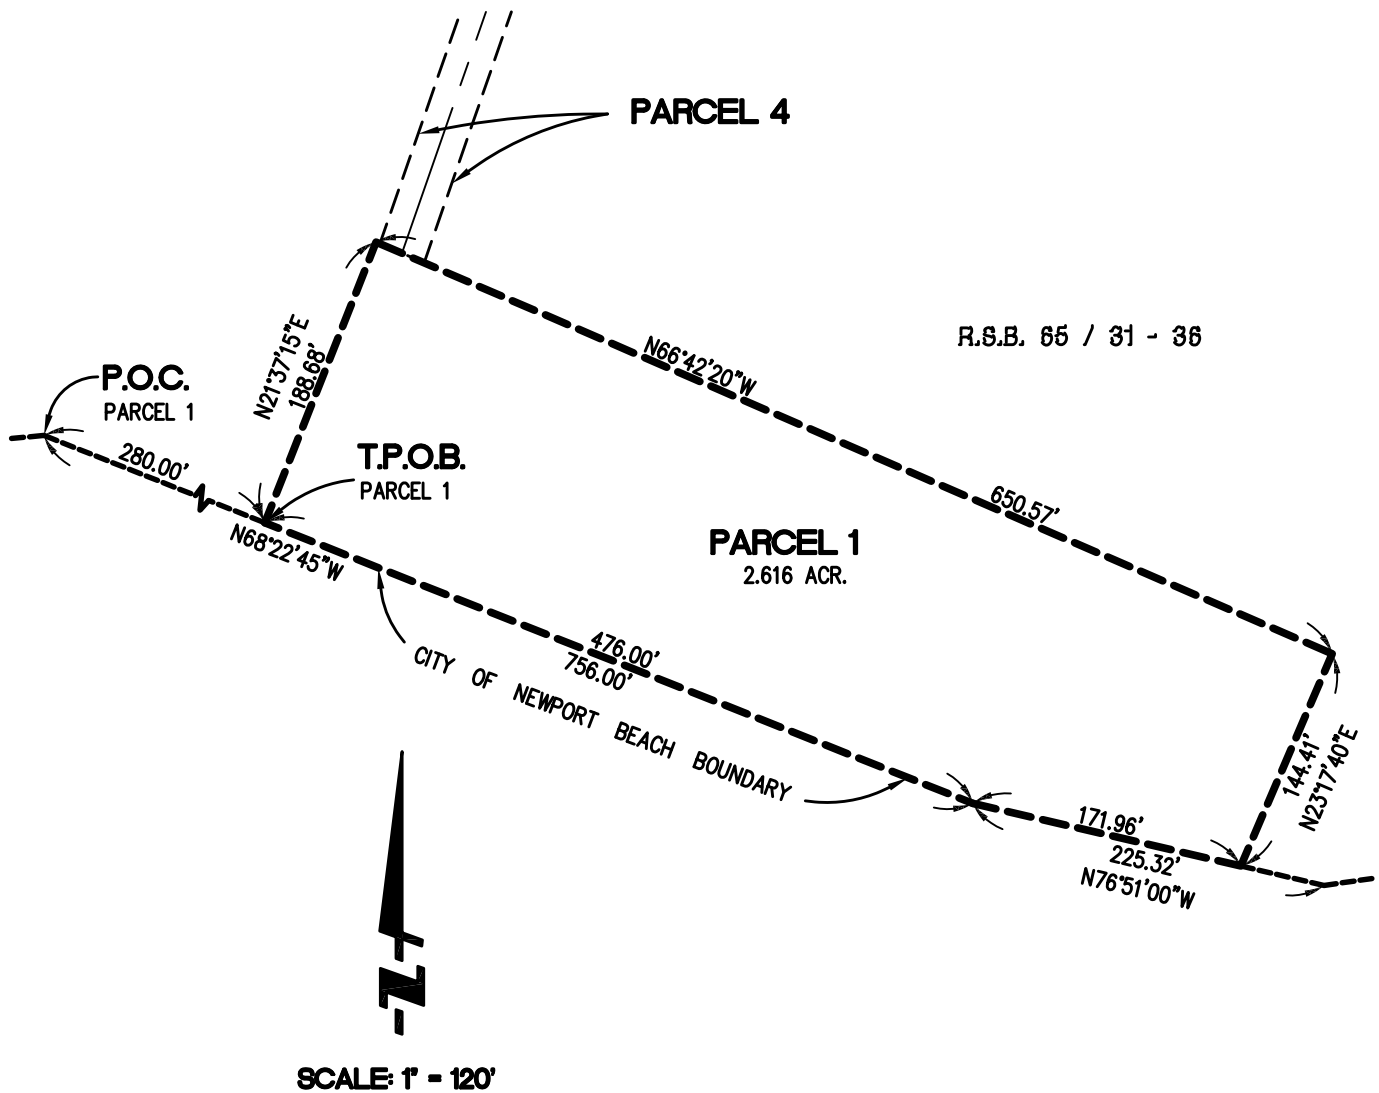 PARCEL 4
R.S.B. 65 / 31 - 36
N21°37'15"E
188.68'
N66°42'20"W
650.57'
P.O.C.
PARCEL 1
280.00'
T.P.O.B.
PARCEL 1
N68°22'45"W
PARCEL 1
2.616 ACR.
476.00'
756.00'
CITY OF NEWPORT BEACH BOUNDARY
144.41'
N23°17'40"E
171.96'
225.32'
N76°51'00"W
N
SCALE: 1" = 120'